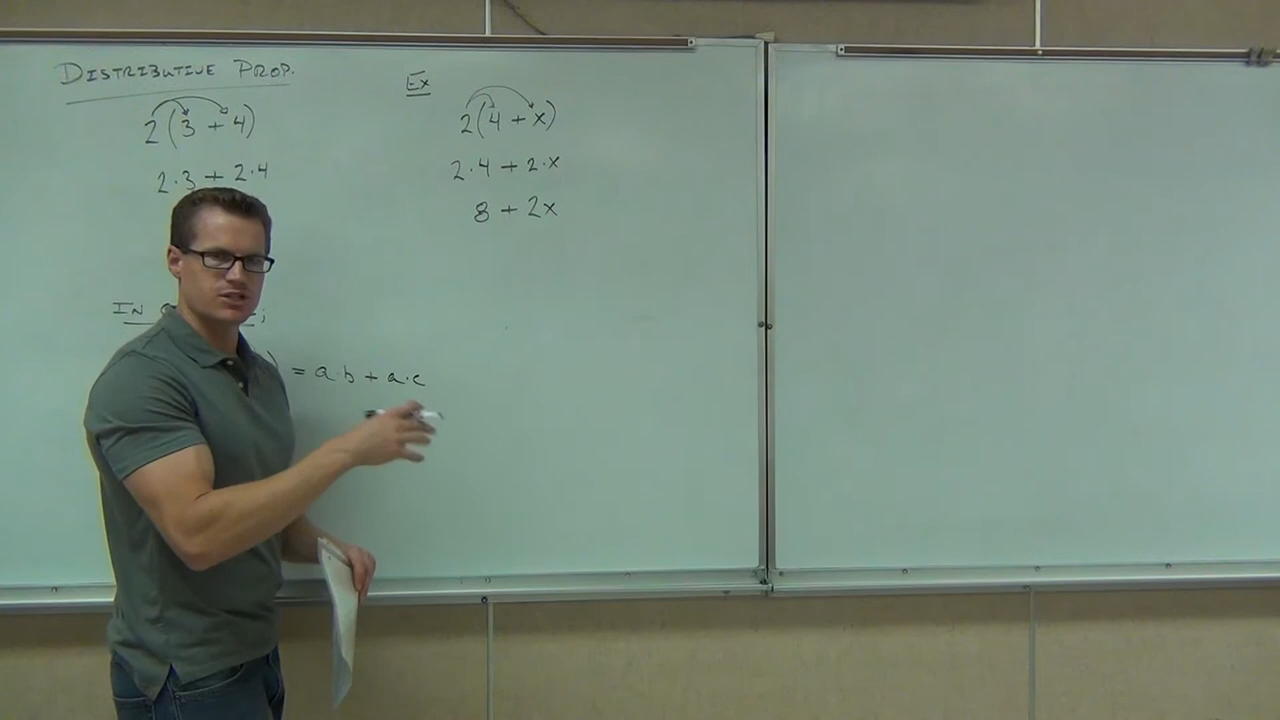 DISTRIBUTIVE PROP.
2(3 + 4)
2·3 + 2·4
IN
) = a b + a·c
Ex
2(4 + x)
2·4 + 2·x
8 + 2x